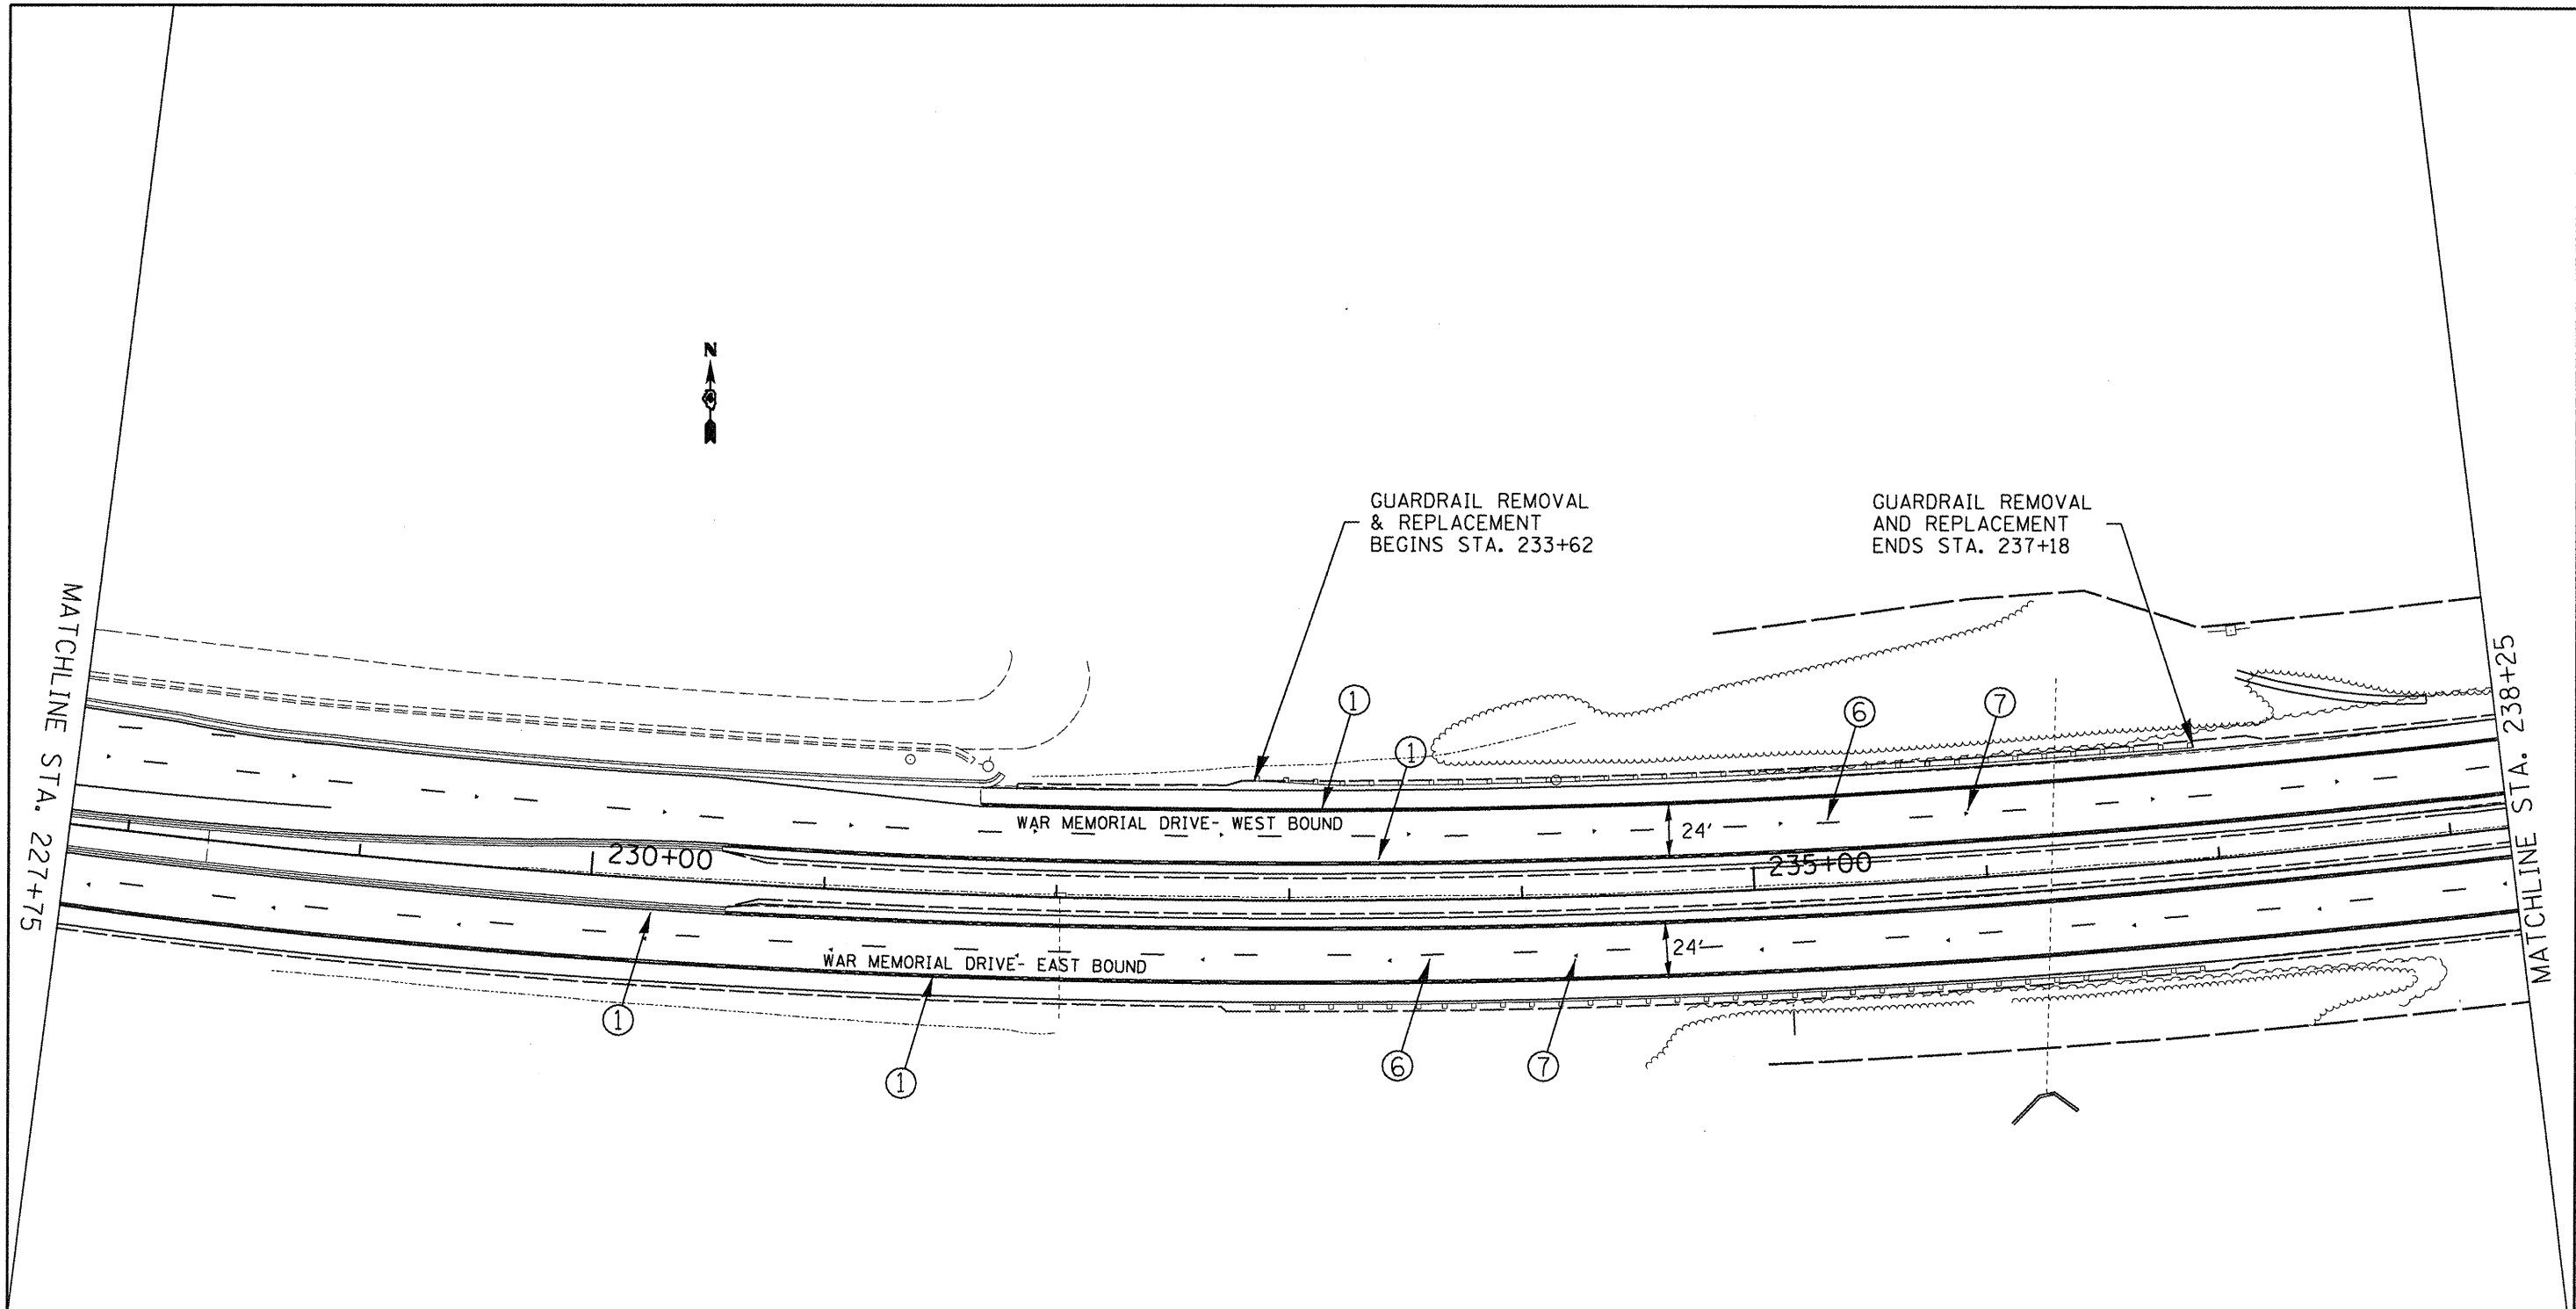 N
GUARDRAIL REMOVAL
& REPLACEMENT
BEGINS STA. 233+62
GUARDRAIL REMOVAL
AND REPLACEMENT
ENDS STA. 237+18
MATCHLINE STA. 227+75
MATCHLINE STA. 238+25
1
1
6
7
WAR MEMORIAL DRIVE- WEST BOUND
24'
230+00
235+00
WAR MEMORIAL DRIVE- EAST BOUND
24'
1
1
6
7